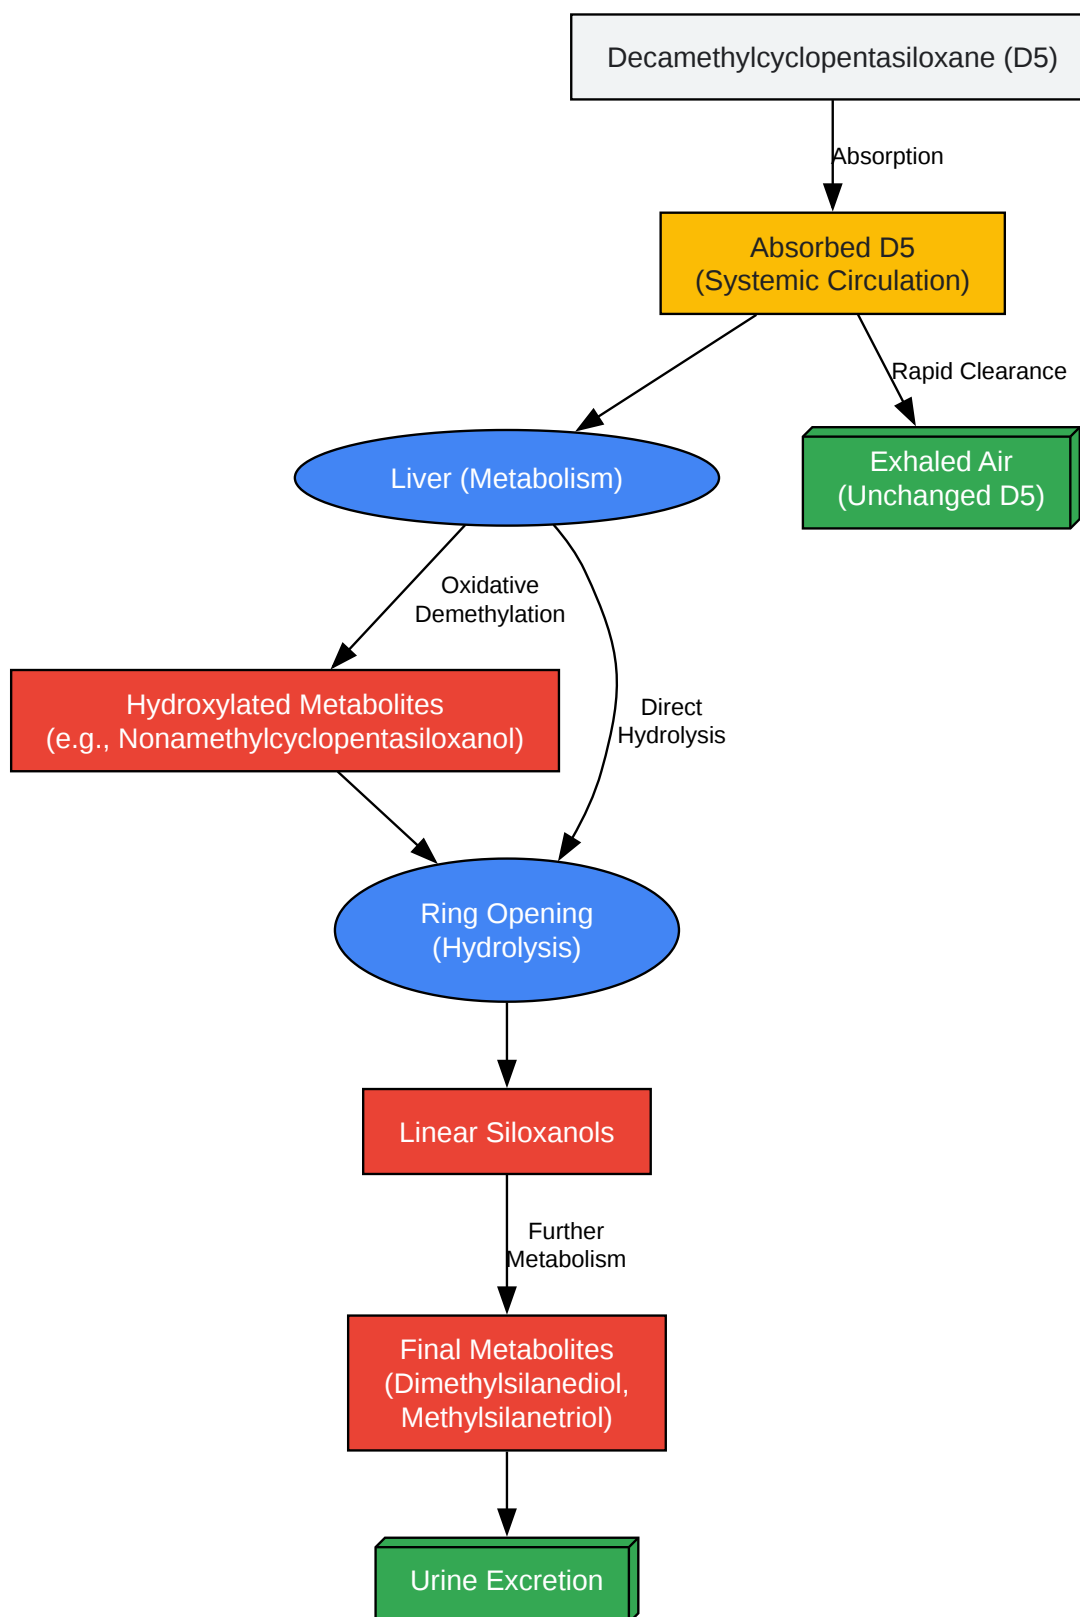 Decamethylcyclopentasiloxane (D5)
Absorption
Absorbed D5
(Systemic Circulation)
Rapid Clearance
Liver (Metabolism)
Exhaled Air
(Unchanged D5)
Oxidative
Demethylation
Hydroxylated Metabolites
(e.g., Nonamethylcyclopentasiloxanol)
Direct
Hydrolysis
Ring Opening
(Hydrolysis)
Linear Siloxanols
Further
Metabolism
Final Metabolites
(Dimethylsilanediol,
Methylsilanetriol)
Urine Excretion